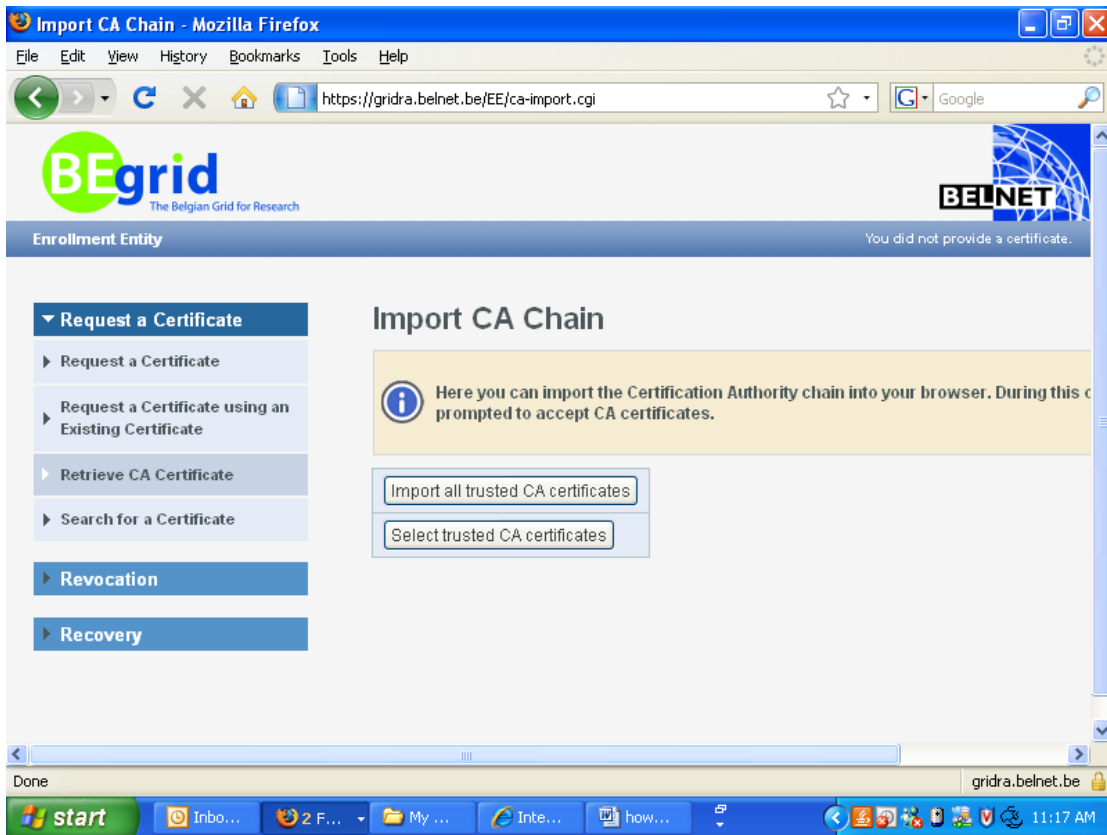 Import CA Chain - Mozilla Firefox
File Edit View History Bookmarks Tools Help
https://gridra.belnet.be/EE/ca-import.cgi
G Google
BEgrid
The Belgian Grid for Research
BELNET
Enrollment Entity
You did not provide a certificate.
Request a Certificate
Request a Certificate
Request a Certificate using an
Existing Certificate
Retrieve CA Certificate
Search for a Certificate
Revocation
Recovery
Import CA Chain
Here you can import the Certification Authority chain into your browser. During this
prompted to accept CA certificates.
Import all trusted CA certificates
Select trusted CA certificates
Done
gridra.belnet.be
start
Inbo...
2 F...
My ...
Inte...
how...
11:17 AM